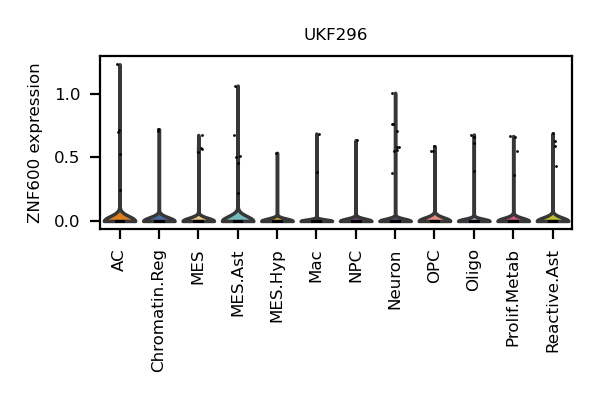 UKF296
ZNF600 expression
1.0
0.5
0.0
AC
Chromatin.Reg
MES
MES.Ast
MES.Hyp
Mac
NPC
Neuron
OPC
Oligo
Prolif.Metab
Reactive.Ast